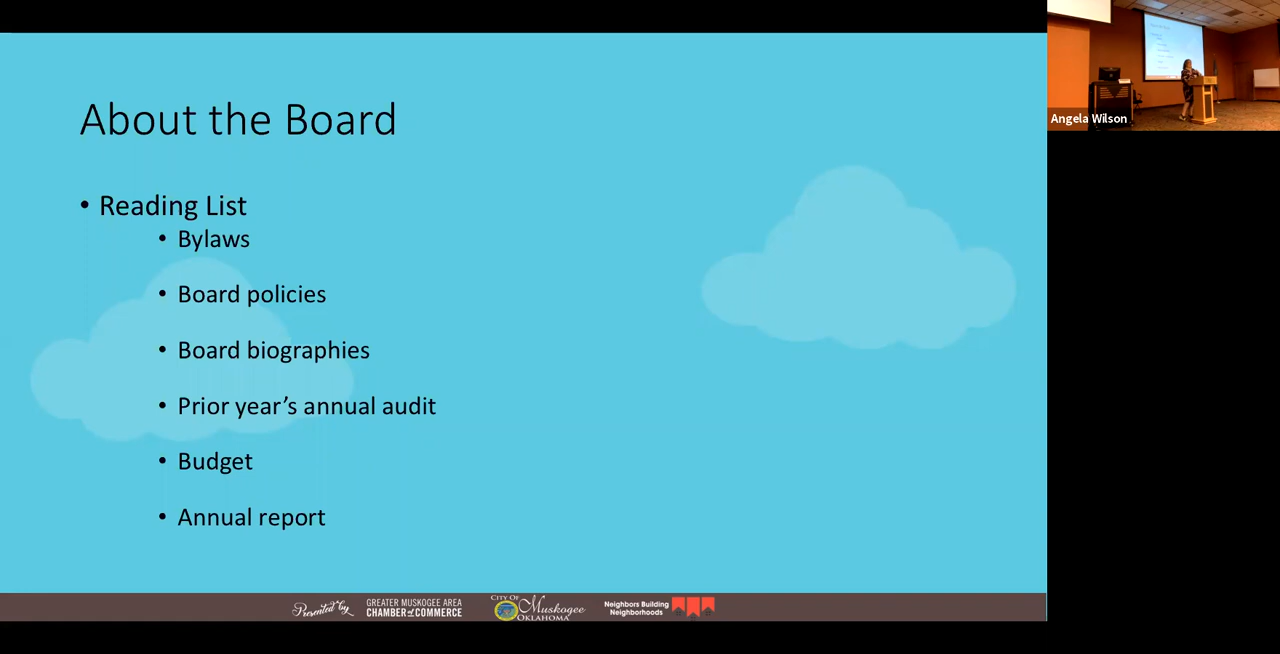 About the Board
• Reading List
• Bylaws
• Board policies
• Board biographies
• Prior year’s annual audit
• Budget
• Annual report
Presented by
GREATER MUSKOGEE AREA
CHAMBER of COMMERCE
CITY OF
Muskogee
OKLAHOMA
Neighbors Building
Neighborhoods
Angela Wilson